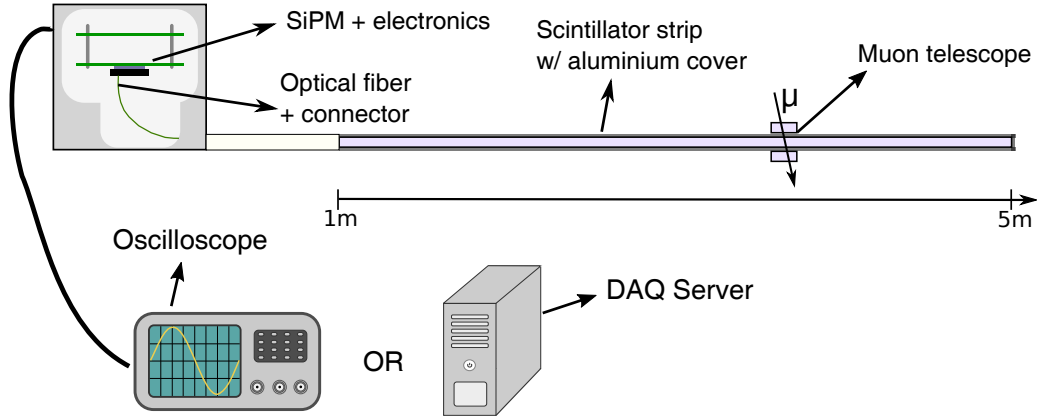 SiPM + electronics
Optical fiber
+ connector
Scintillator strip
w/ aluminium cover
Muon telescope
μ
1m
5m
Oscilloscope
OR
DAQ Server